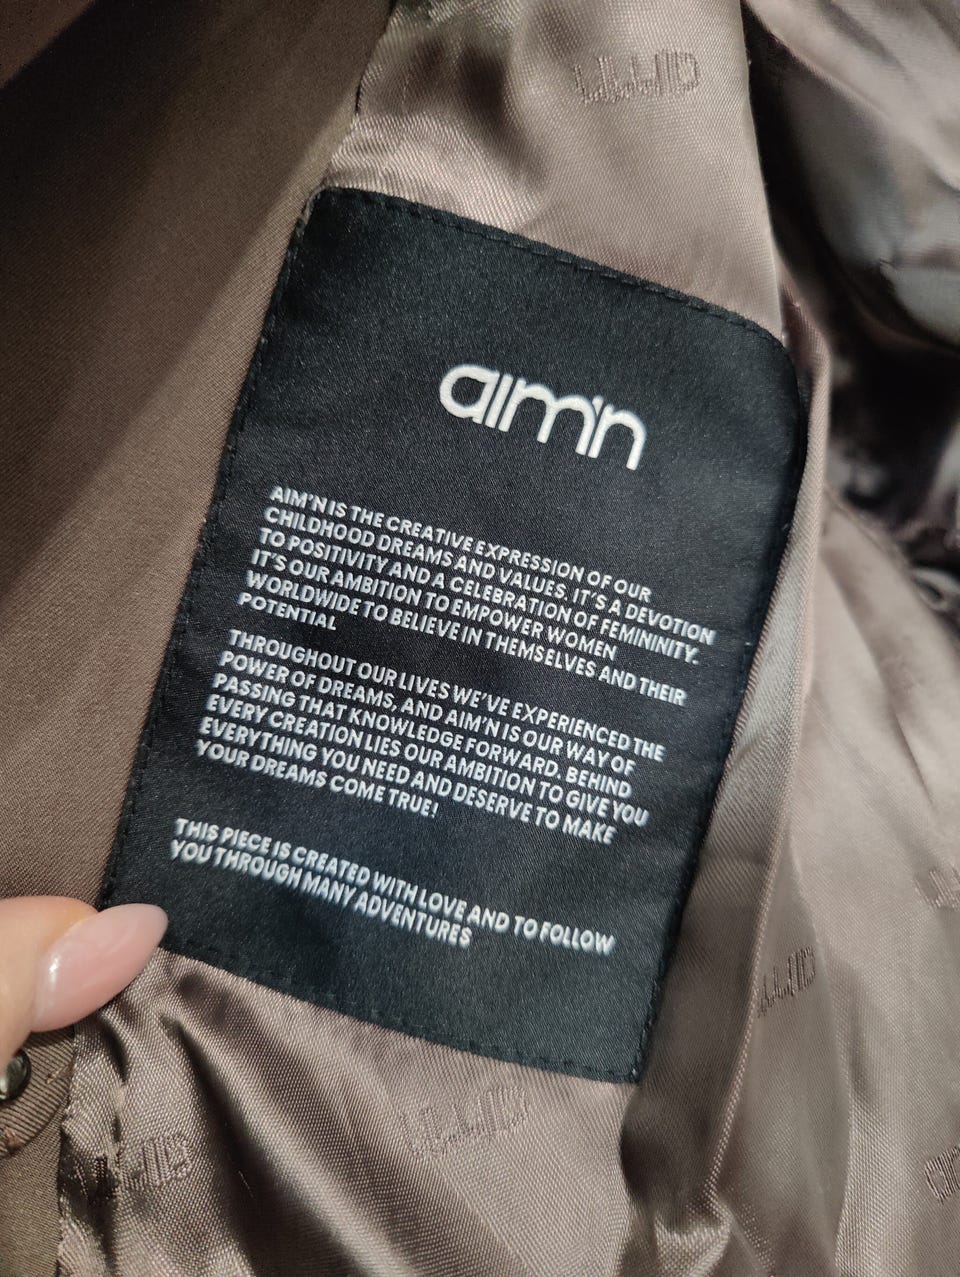 aim'n
AIM'N IS THE CREATIVE EXPRESSION OF OUR
CHILDHOOD DREAMS AND VALUES. IT'S A DEVOTION
TO POSITIVITY AND A CELEBRATION OF FEMININITY.
IT'S OUR AMBITION TO EMPOWER WOMEN
WORLDWIDE TO BELIEVE IN THEMSELVES AND THEIR
POTENTIAL
THROUGHOUT OUR LIVES WE'VE EXPERIENCED THE
POWER OF DREAMS, AND AIM'N IS OUR WAY OF
PASSING THAT KNOWLEDGE FORWARD. BEHIND
EVERY CREATION LIES OUR AMBITION TO GIVE YOU
EVERYTHING YOU NEED AND DESERVE TO MAKE
YOUR DREAMS COME TRUE!
THIS PIECE IS CREATED WITH LOVE AND TO FOLLOW
YOU THROUGH MANY ADVENTURES